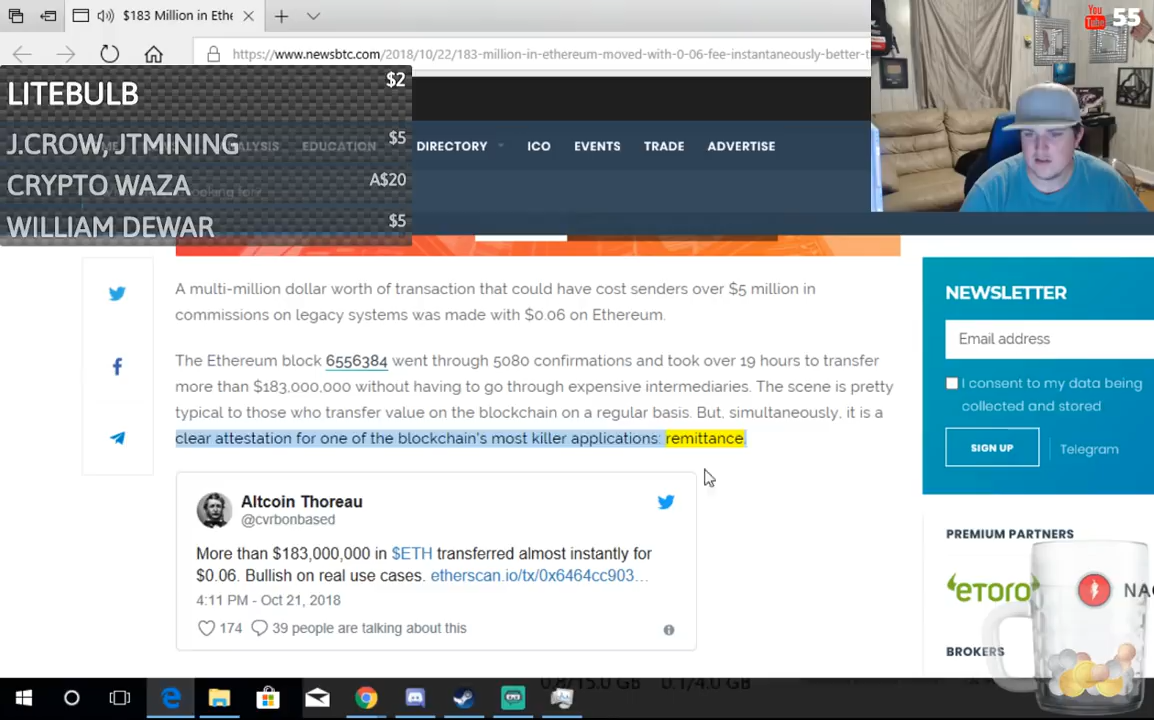 $183 Million in Ethe
You Tube 55
https://www.newsbtc.com/2018/10/22/183-million-in-ethereum-moved-with-0-06-fee-instantaneously-better-t
LITEBULB $2
J.CROW, JTMINING $5
CRYPTO WAZA A$20
WILLIAM DEWAR $5
EDUCATION DIRECTORY ICO EVENTS TRADE ADVERTISE
A multi-million dollar worth of transaction that could have cost senders over $5 million in
commissions on legacy systems was made with $0.06 on Ethereum.
The Ethereum block 6556384 went through 5080 confirmations and took over 19 hours to transfer
more than $183,000,000 without having to go through expensive intermediaries. The scene is pretty
typical to those who transfer value on the blockchain on a regular basis. But, simultaneously, it is a
clear attestation for one of the blockchain's most killer applications: remittance.
Altcoin Thoreau
@cvrbonbased
More than $183,000,000 in $ETH transferred almost instantly for
$0.06. Bullish on real use cases. etherscan.io/tx/0x6464cc903...
4:11 PM - Oct 21, 2018
174 39 people are talking about this
NEWSLETTER
Email address
I consent to my data being
collected and stored
SIGN UP Telegram
PREMIUM PARTNERS
eToro NAG
BROKERS
0.8/15.0 GB 0.1/4.0 GB